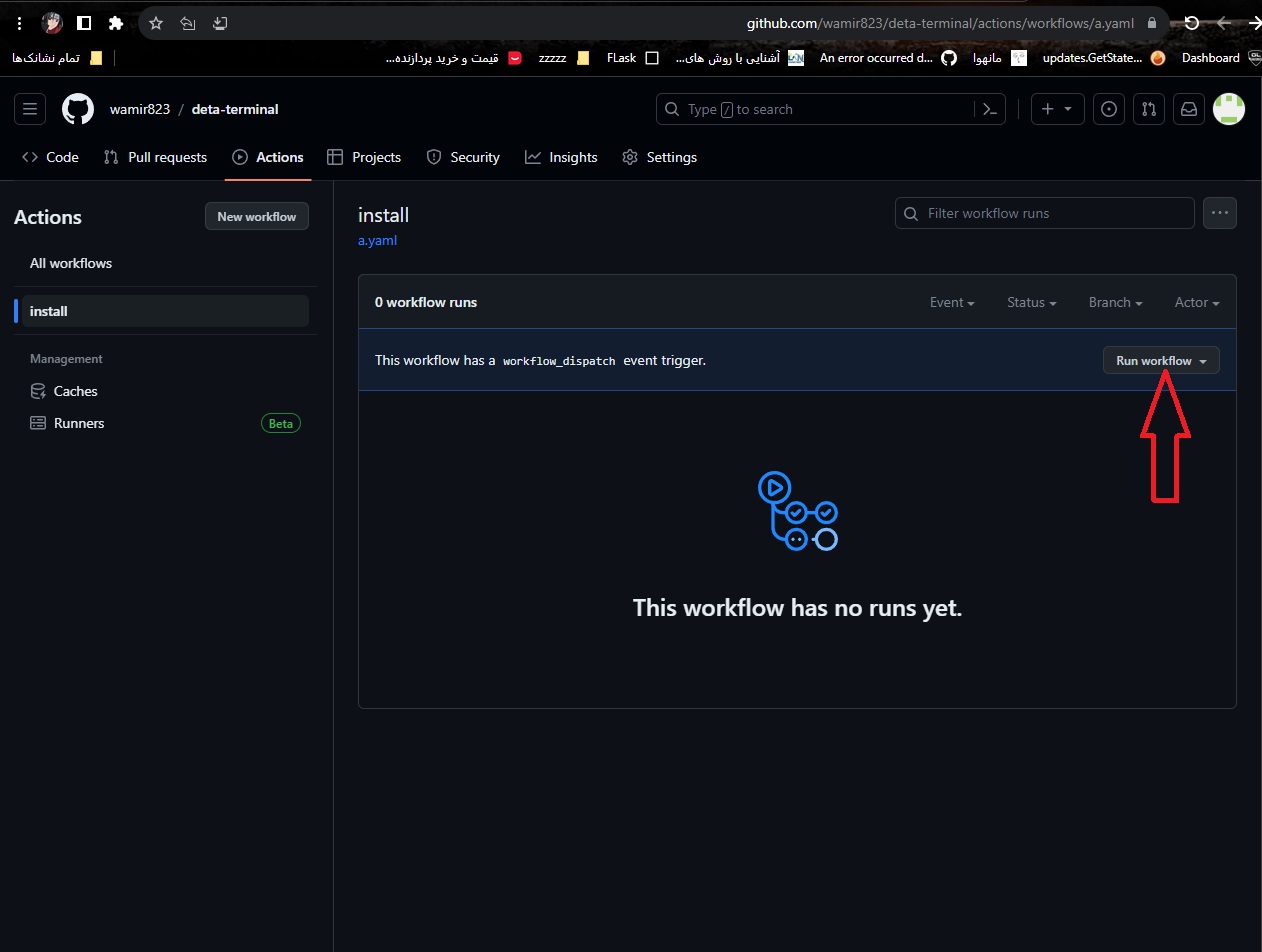 github.com/wamir823/deta-terminal/actions/workflows/a.yaml
تمام نشانک‌ها
قیمت و خرید پردازنده...
zzzzz
FLask
آشنایی با روش های...
An error occurred d...
مانهوا
updates.GetState...
Dashboard
wamir823 / deta-terminal
Type / to search
Code
Pull requests
Actions
Projects
Security
Insights
Settings
Actions
New workflow
All workflows
install
Management
Caches
Runners
Beta
install
a.yaml
Filter workflow runs
0 workflow runs
Event
Status
Branch
Actor
This workflow has a workflow_dispatch event trigger.
Run workflow
This workflow has no runs yet.